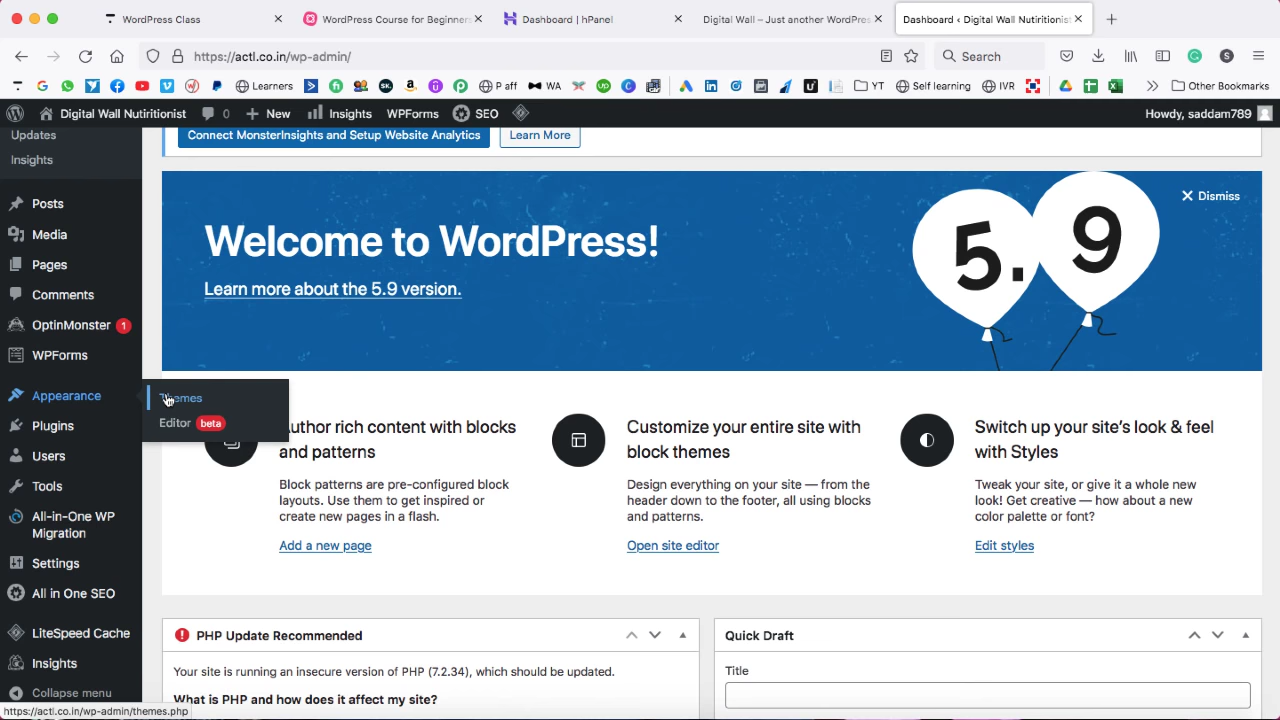 WordPress Class
WordPress Course for Beginners
Dashboard | hPanel
Digital Wall – Just another WordPres
Dashboard ‹ Digital Wall Nutiritionist
https://actl.co.in/wp-admin/
Search
Learners
P aff
WA
YT
Self learning
IVR
Other Bookmarks
Digital Wall Nutiritionist
0
New
Insights
WPForms
SEO
Howdy, saddam789
Updates
Insights
Posts
Media
Pages
Comments
OptinMonster 1
WPForms
Appearance
Plugins
Users
Tools
All-in-One WP
Migration
Settings
All in One SEO
LiteSpeed Cache
Insights
Collapse menu
https://actl.co.in/wp-admin/themes.php
Themes
Editor beta
Connect MonsterInsights and Setup Website Analytics
Learn More
Welcome to WordPress!
Learn more about the 5.9 version.
5.9
Dismiss
uthor rich content with blocks
and patterns
Block patterns are pre-configured block
layouts. Use them to get inspired or
create new pages in a flash.
Add a new page
Customize your entire site with
block themes
Design everything on your site — from the
header down to the footer, all using blocks
and patterns.
Open site editor
Switch up your site's look & feel
with Styles
Tweak your site, or give it a whole new
look! Get creative — how about a new
color palette or font?
Edit styles
PHP Update Recommended
Your site is running an insecure version of PHP (7.2.34), which should be updated.
What is PHP and how does it affect my site?
Quick Draft
Title